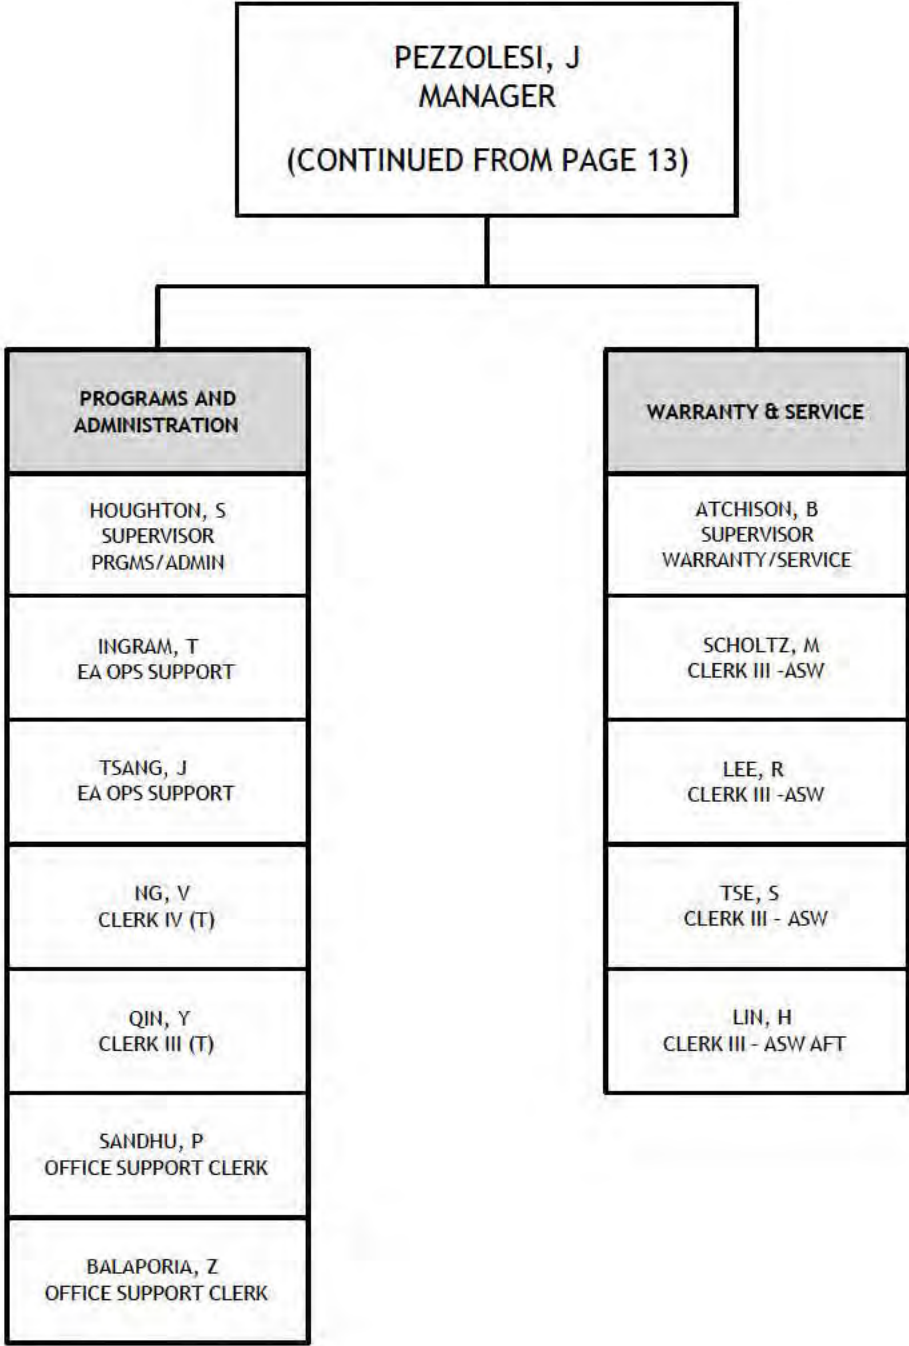 PEZZOLESI, J
MANAGER
(CONTINUED FROM PAGE 13)
PROGRAMS AND
ADMINISTRATION
HOUGHTON, S
SUPERVISOR
PRGMS/ADMIN
INGRAM, T
EA OPS SUPPORT
TSANG, J
EA OPS SUPPORT
NG, V
CLERK IV (T)
QIN, Y
CLERK III (T)
SANDHU, P
OFFICE SUPPORT CLERK
BALAPORIA, Z
OFFICE SUPPORT CLERK
WARRANTY & SERVICE
ATCHISON, B
SUPERVISOR
WARRANTY/SERVICE
SCHOLTZ, M
CLERK III -ASW
LEE, R
CLERK III -ASW
TSE, S
CLERK III - ASW
LIN, H
CLERK III - ASW AFT